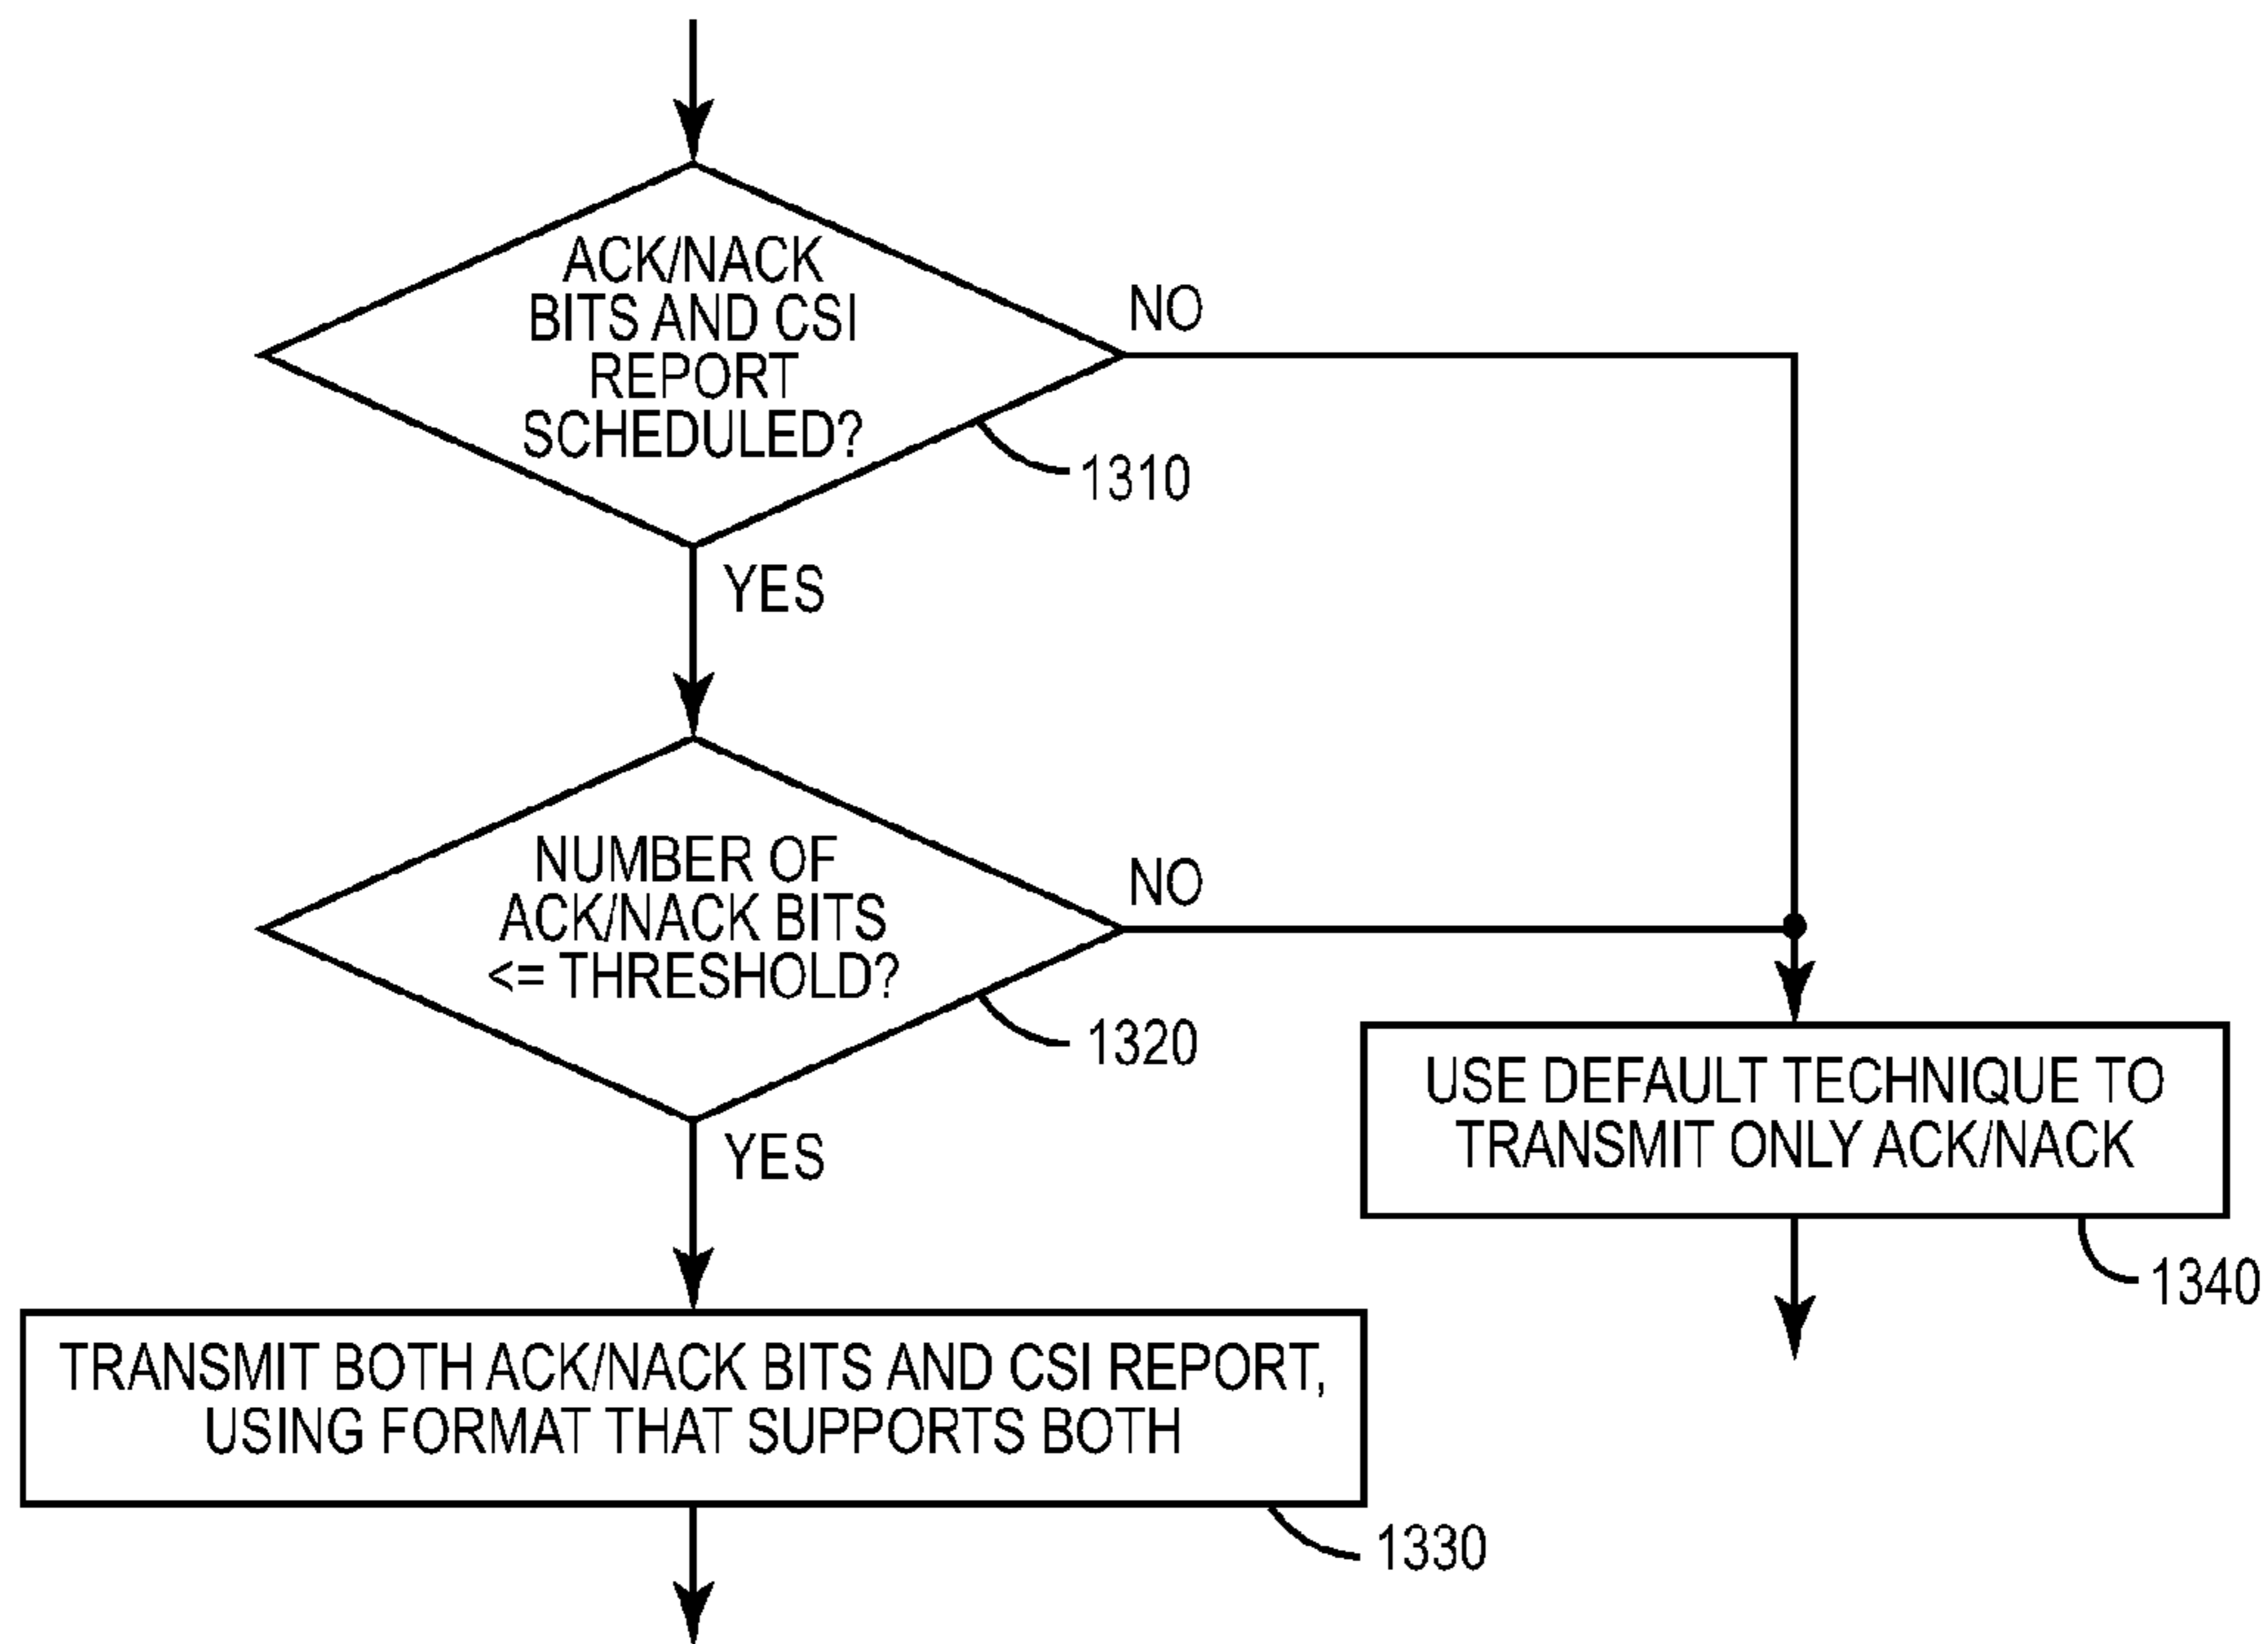 ACK/NACK
BITS AND CSI
REPORT
SCHEDULED?
NO
1310
YES
NUMBER OF
ACK/NACK BITS
<= THRESHOLD?
NO
1320
YES
USE DEFAULT TECHNIQUE TO
TRANSMIT ONLY ACK/NACK
1340
TRANSMIT BOTH ACK/NACK BITS AND CSI REPORT,
USING FORMAT THAT SUPPORTS BOTH
1330